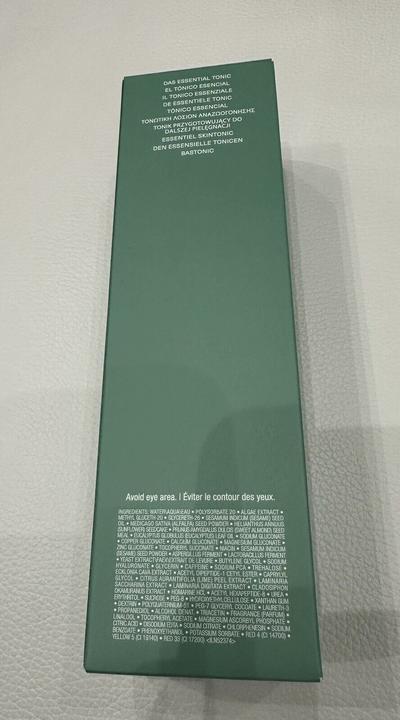 DAS ESSENTIAL TONIC
EL TÓNICO ESENCIAL
IL TONICO ESSENZIALE
DE ESSENTIELE TONIC
TÓNICO ESSENCIAL
ΤΟΝΩΤΙΚΗ ΛΟΣΙΟΝ ΑΝΑΖΩΟΓΟΝΗΣΗΣ
TONIK PRZYGOTOWUJĄCY DO
DALSZEJ PIELĘGNACJI
ESSENTIEL SKINTONIC
DEN ESSENSIELLE TONICEN
BASTONIC
Avoid eye area. | Éviter le contour des yeux.
INGREDIENTS: WATER\AQUA\EAU • POLYSORBATE 20 • ALGAE EXTRACT •
METHYL GLUCETH-20 • GLYCERETH-26 • SESAMUM INDICUM (SESAME) SEED
OIL • MEDICAGO SATIVA (ALFALFA) SEED POWDER • HELIANTHUS ANNUUS
(SUNFLOWER) SEEDCAKE • PRUNUS AMYGDALUS DULCIS (SWEET ALMOND) SEED
MEAL • EUCALYPTUS GLOBULUS (EUCALYPTUS) LEAF OIL • SODIUM GLUCONATE
• COPPER GLUCONATE • CALCIUM GLUCONATE • MAGNESIUM GLUCONATE •
ZINC GLUCONATE • TOCOPHERYL SUCCINATE • NIACIN • SESAMUM INDICUM
(SESAME) SEED POWDER • ASPERGILLUS FERMENT • LACTOBACILLUS FERMENT
• YEAST EXTRACT\FAEX\EXTRAIT DE LEVURE • BUTYLENE GLYCOL • SODIUM
HYALURONATE • GLYCERIN • CAFFEINE • SODIUM PCA • TREHALOSE •
ECKLONIA CAVA EXTRACT • ACETYL DIPEPTIDE-1 CETYL ESTER • CAPRYLYL
GLYCOL • CITRUS AURANTIFOLIA (LIME) PEEL EXTRACT • LAMINARIA
SACCHARINA EXTRACT • LAMINARIA DIGITATA EXTRACT • CLADOSIPHON
OKAMURANUS EXTRACT • HOMARINE HCL • ACETYL HEXAPEPTIDE-8 • UREA •
ERYTHRITOL • SUCROSE • PEG-8 • HYDROXYETHYLCELLULOSE • XANTHAN GUM
• DEXTRIN • POLYQUATERNIUM-51 • PEG-7 GLYCERYL COCOATE • LAURETH-3
• PROPANEDIOL • ALCOHOL DENAT. • TRIACETIN • FRAGRANCE (PARFUM) •
LINALOOL • TOCOPHERYL ACETATE • MAGNESIUM ASCORBYL PHOSPHATE •
CITRIC ACID • DISODIUM EDTA • SODIUM CITRATE • CHLORPHENESIN • SODIUM
BENZOATE • PHENOXYETHANOL • POTASSIUM SORBATE • RED 4 (CI 14700) •
YELLOW 5 (CI 19140) • RED 33 (CI 17200) <ILN52374>